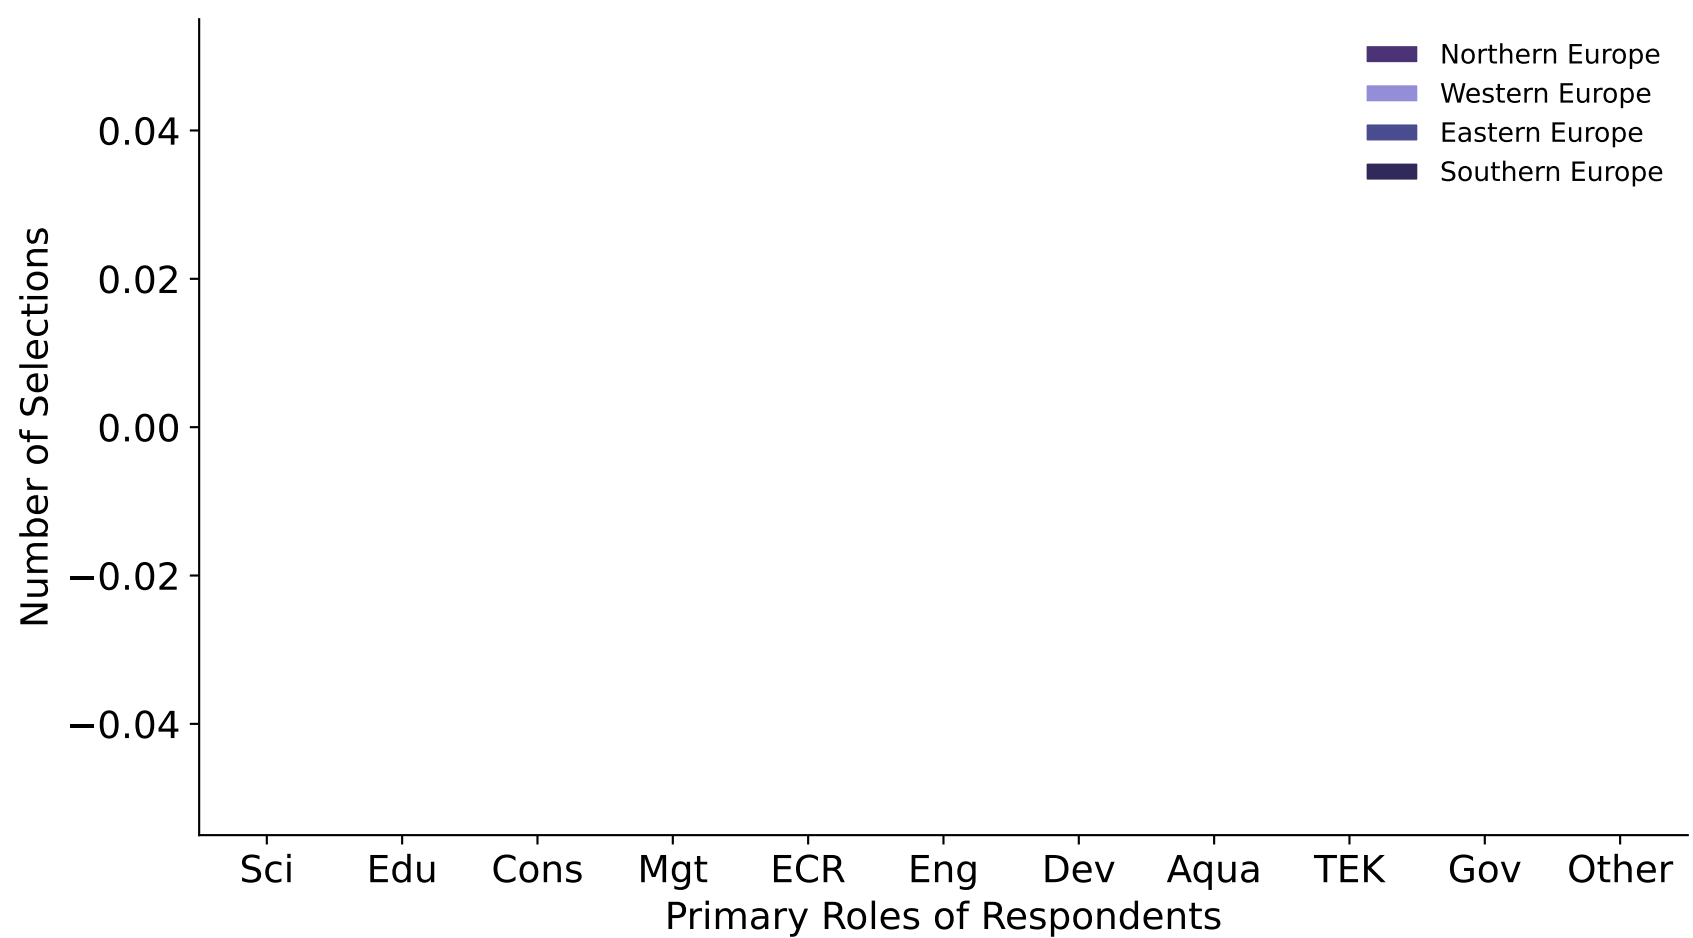 Northern Europe
Western Europe
Eastern Europe
Southern Europe
Number of Selections
0.04
0.02
0.00
−0.02
−0.04
Sci Edu Cons Mgt ECR Eng Dev Aqua TEK Gov Other
Primary Roles of Respondents